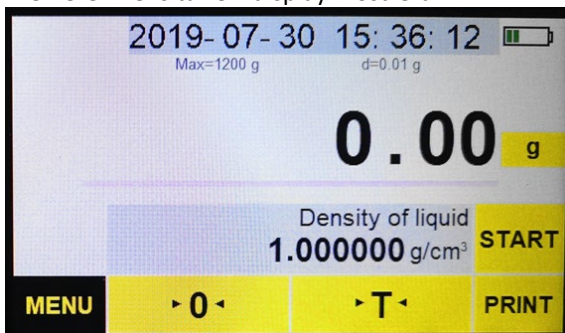 2019-07-30 15:36:12
Max=1200 g d=0.01 g
0.00 g
Density of liquid
1.000000 g/cm³
START
MENU ►0◄ ►T◄ PRINT